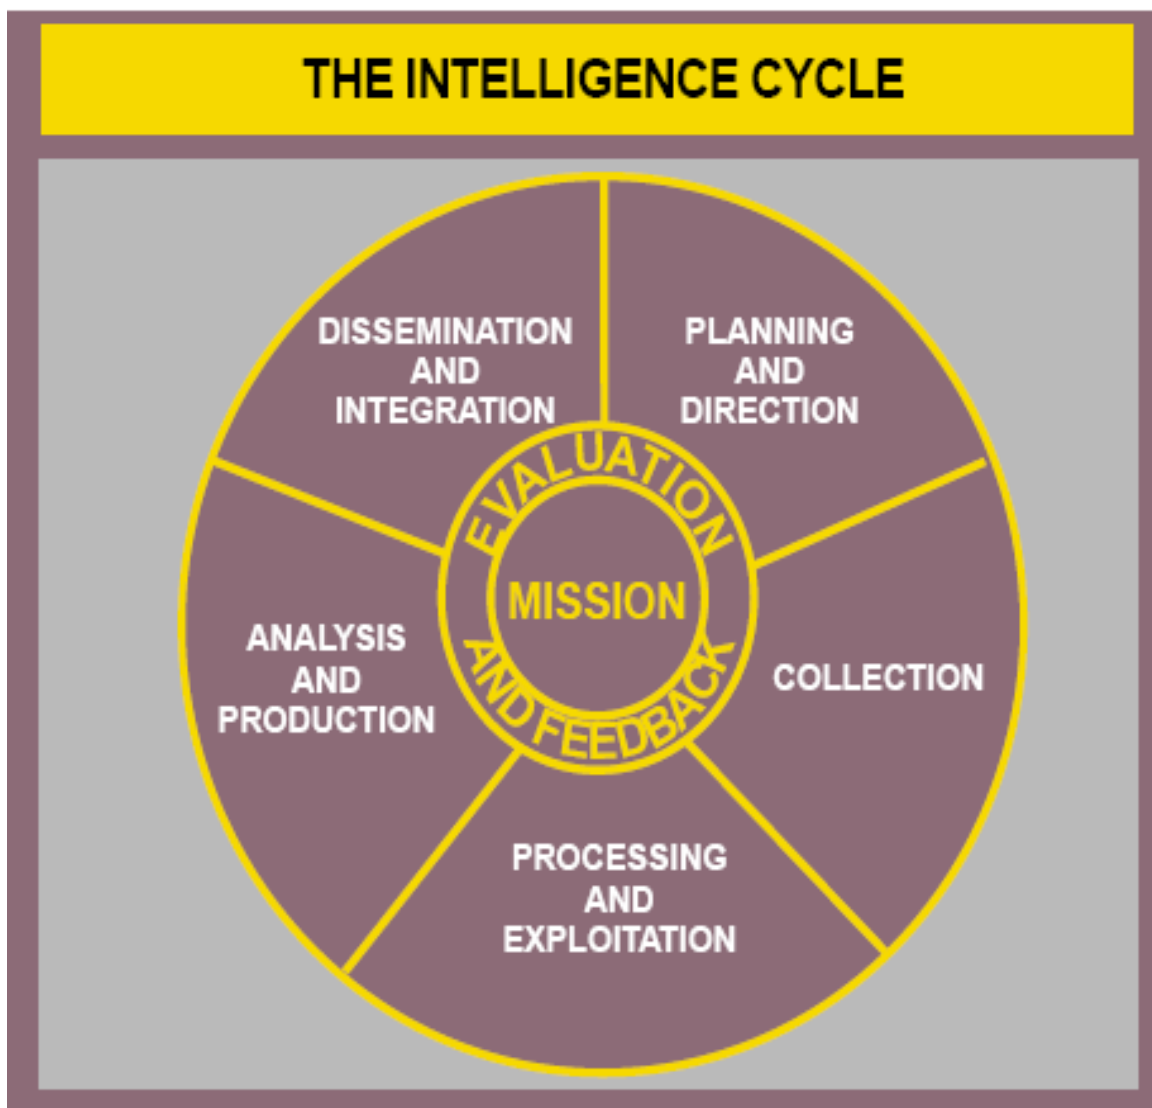 THE INTELLIGENCE CYCLE
DISSEMINATION
AND
INTEGRATION
PLANNING
AND
DIRECTION
EVALUATION
AND FEEDBACK
MISSION
ANALYSIS
AND
PRODUCTION
COLLECTION
PROCESSING
AND
EXPLOITATION